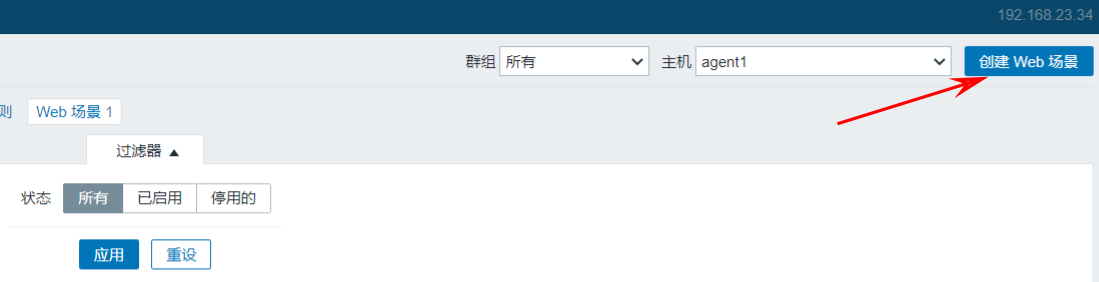 192.168.23.34
群组 所有 主机 agent1 创建 Web 场景
则 Web 场景 1
过滤器 ▲
状态 所有 已启用 停用的
应用 重设